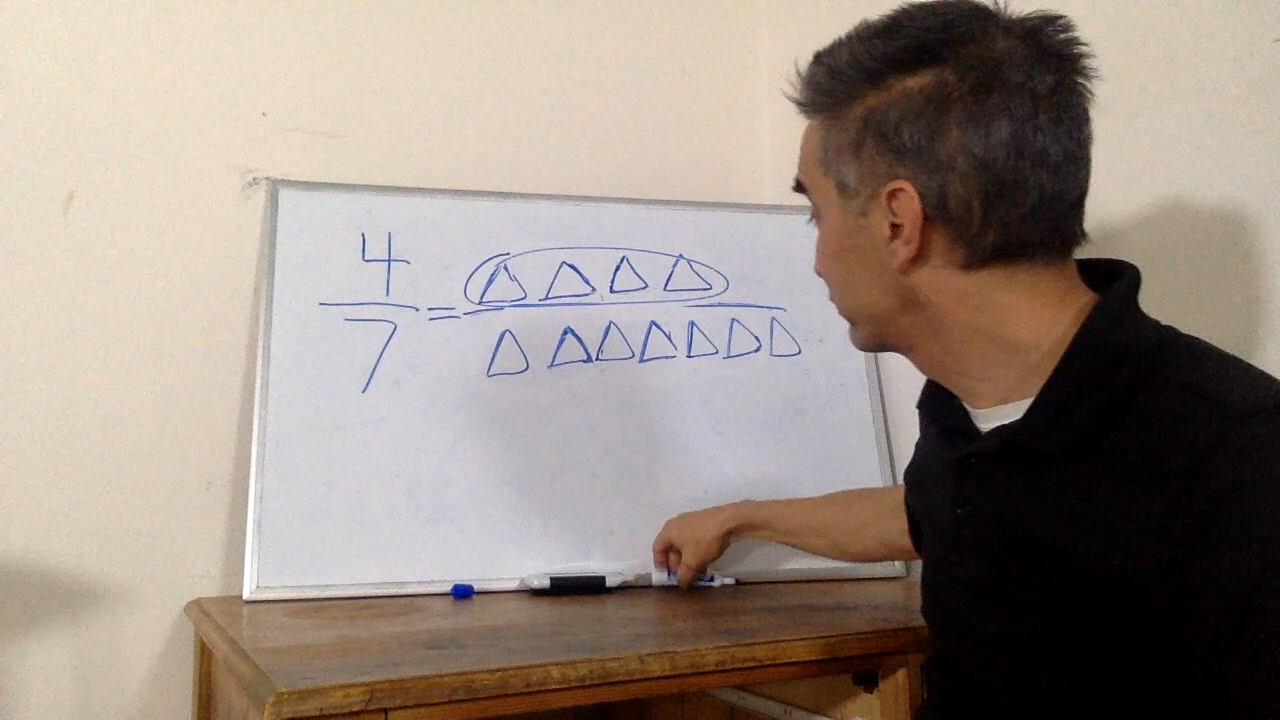 4
— = △ △ △ △
7 △ △ △ △ △ △ △